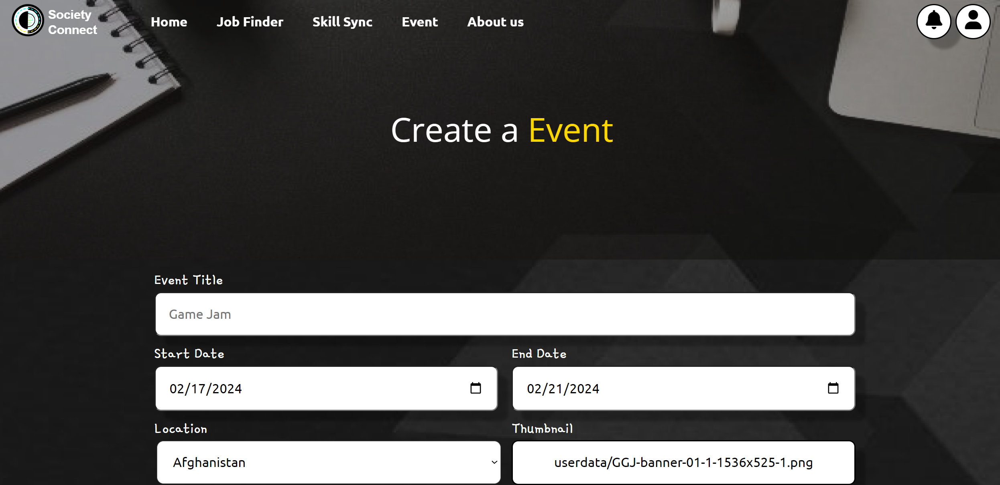 Society
Connect
Home Job Finder Skill Sync Event About us
Create a Event
Event Title
Game Jam
Start Date End Date
02/17/2024 02/21/2024
Location Thumbnail
Afghanistan userdata/GGJ-banner-01-1-1536x525-1.png